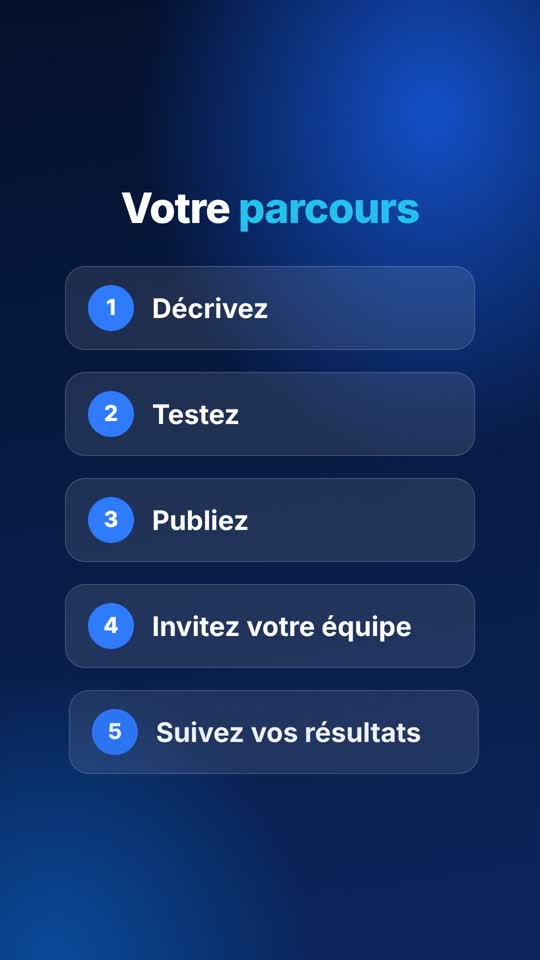 Votre parcours
1 Décrivez
2 Testez
3 Publiez
4 Invitez votre équipe
5 Suivez vos résultats